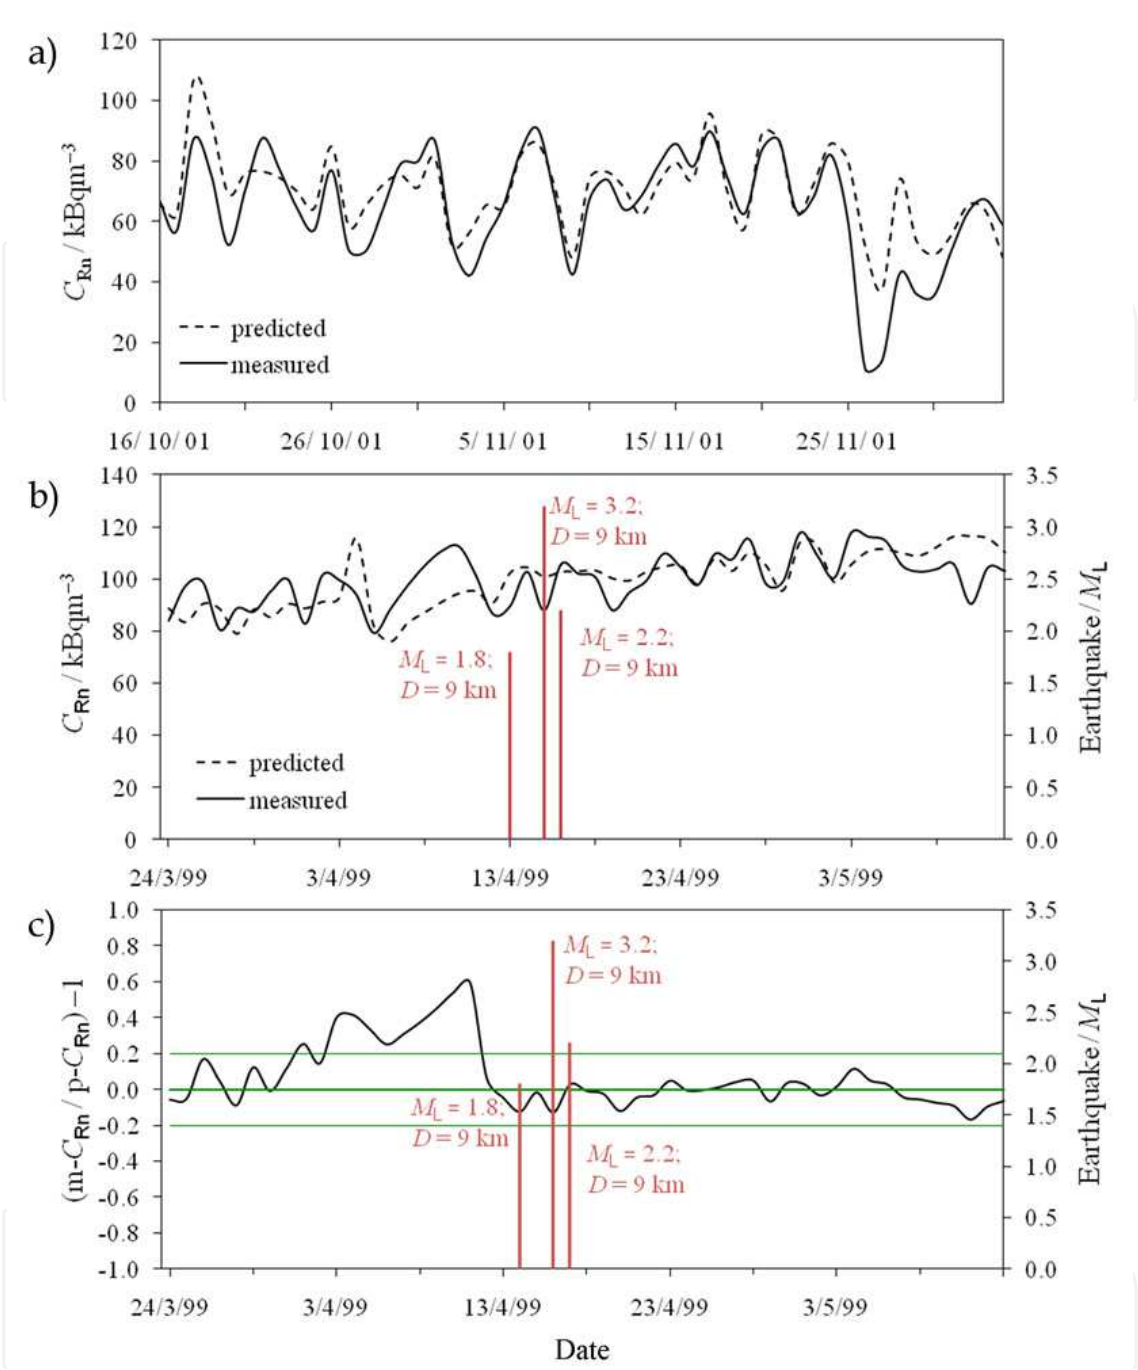 a)
120
100
80
60
40
20
0
C_Rn / kBqm⁻³
predicted
measured
16/ 10/ 01
26/ 10/ 01
5/ 11/ 01
15/ 11/ 01
25/ 11/ 01
b)
140
120
100
80
60
40
20
0
C_Rn / kBqm⁻³
3.5
3.0
2.5
2.0
1.5
1.0
0.5
0.0
Earthquake / M_L
M_L = 3.2;
D = 9 km
M_L = 2.2;
D = 9 km
M_L = 1.8;
D = 9 km
predicted
measured
24/3/99
3/4/99
13/4/99
23/4/99
3/5/99
c)
1.0
0.8
0.6
0.4
0.2
0.0
-0.2
-0.4
-0.6
-0.8
-1.0
(m-C_Rn / p-C_Rn) –1
3.5
3.0
2.5
2.0
1.5
1.0
0.5
0.0
Earthquake / M_L
M_L = 3.2;
D = 9 km
M_L = 1.8;
D = 9 km
M_L = 2.2;
D = 9 km
24/3/99
3/4/99
13/4/99
23/4/99
3/5/99
Date